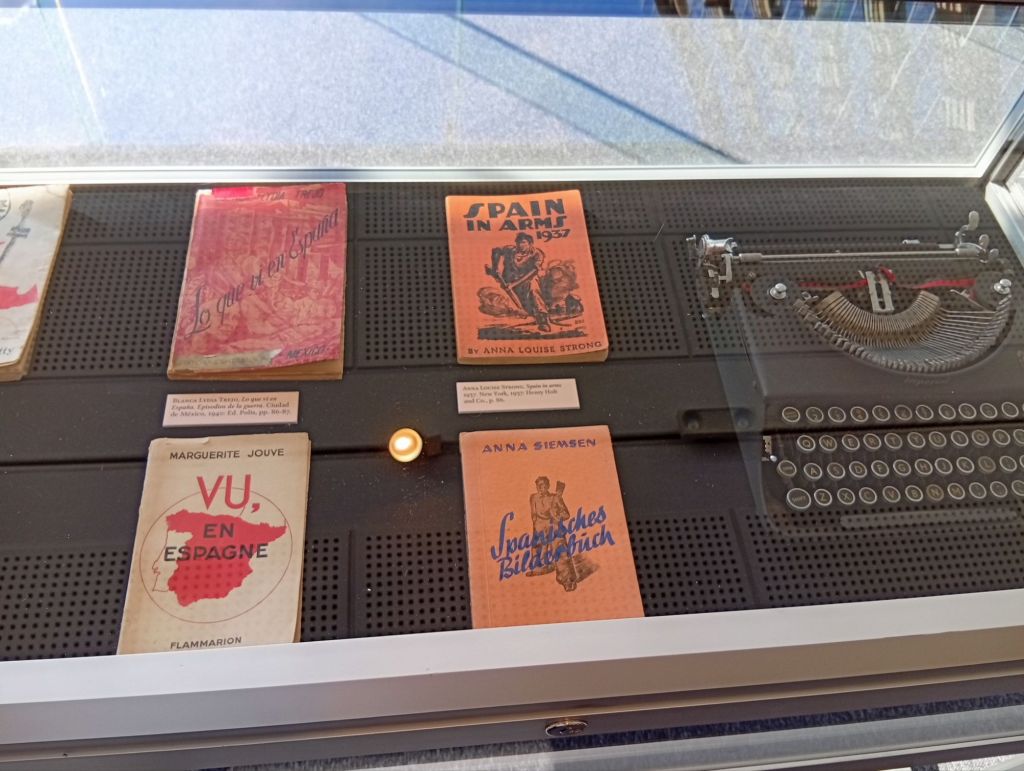 LYDIA TREJO
Lo que vi en España
MÉXICO
BLANCA LYDIA TREJO, Lo que vi en
España. Episodios de la guerra. Ciudad
de México, 1940: Ed. Polis, pp. 86-87.
SPAIN
IN ARMS
1937
BY ANNA LOUISE STRONG
ANNA LOUISE STRONG, Spain in arms
1937. New York, 1937: Henry Holt
and Co., p. 86.
MARGUERITE JOUVE
VU,
EN
ESPAGNE
FLAMMARION
ANNA SIEMSEN
Spanisches
Bilderbuch
Q W E R T
A S D F G H J K L
Z X C V B N M